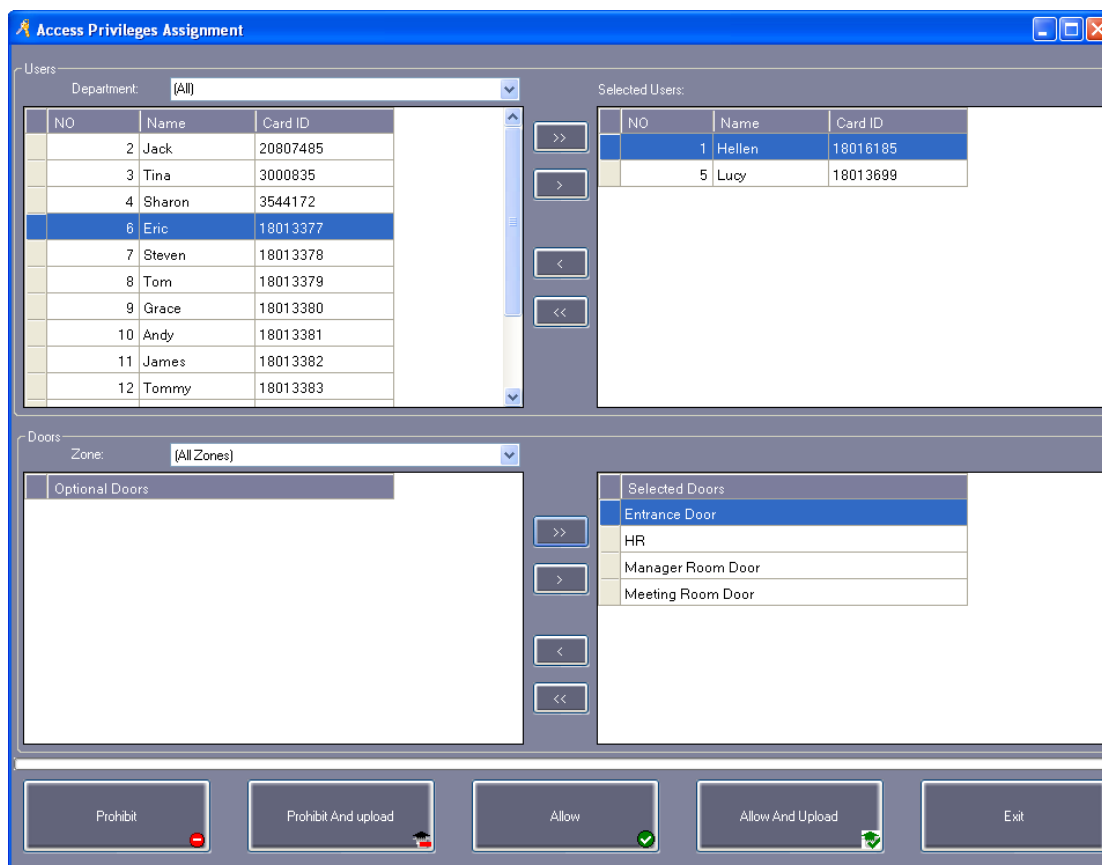 Access Privileges Assignment
Users
Department: (All)
NO Name Card ID
2 Jack 20807485
3 Tina 3000835
4 Sharon 3544172
6 Eric 18013377
7 Steven 18013378
8 Tom 18013379
9 Grace 18013380
10 Andy 18013381
11 James 18013382
12 Tommy 18013383
>>
>
<
<<
Selected Users:
NO Name Card ID
1 Hellen 18016185
5 Lucy 18013699
Doors
Zone: (All Zones)
Optional Doors
>>
>
<
<<
Selected Doors
Entrance Door
HR
Manager Room Door
Meeting Room Door
Prohibit
Prohibit And upload
Allow
Allow And Upload
Exit